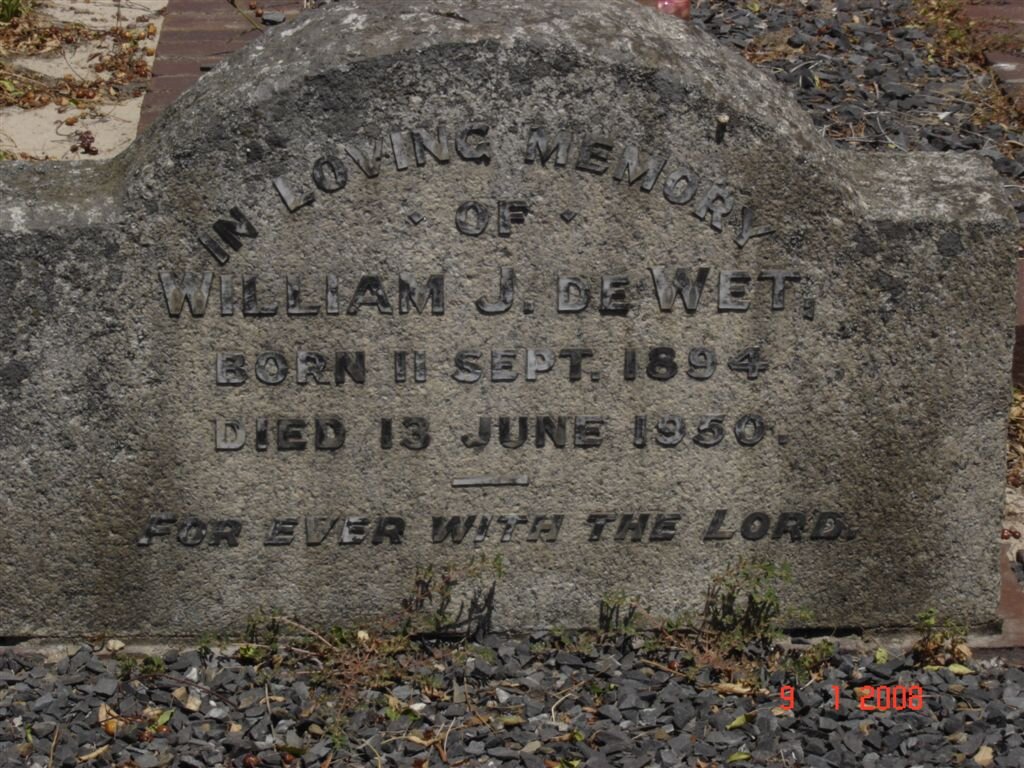 IN LOVING MEMORY
· OF ·
WILLIAM J. DE WET,
BORN 11 SEPT. 1894
DIED 13 JUNE 1950.
FOR EVER WITH THE LORD.
9 1 2008